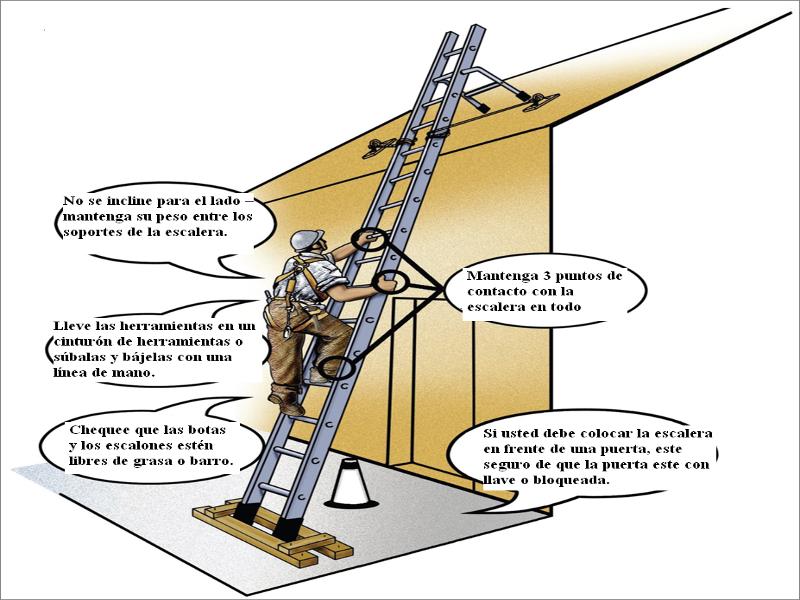 No se incline para el lado –
mantenga su peso entre los
soportes de la escalera.
Mantenga 3 puntos de
contacto con la
escalera en todo
Lleve las herramientas en un
cinturón de herramientas o
súbalas y bájelas con una
línea de mano.
Chequee que las botas
y los escalones estén
libres de grasa o barro.
Si usted debe colocar la escalera
en frente de una puerta, este
seguro de que la puerta este con
llave o bloqueada.